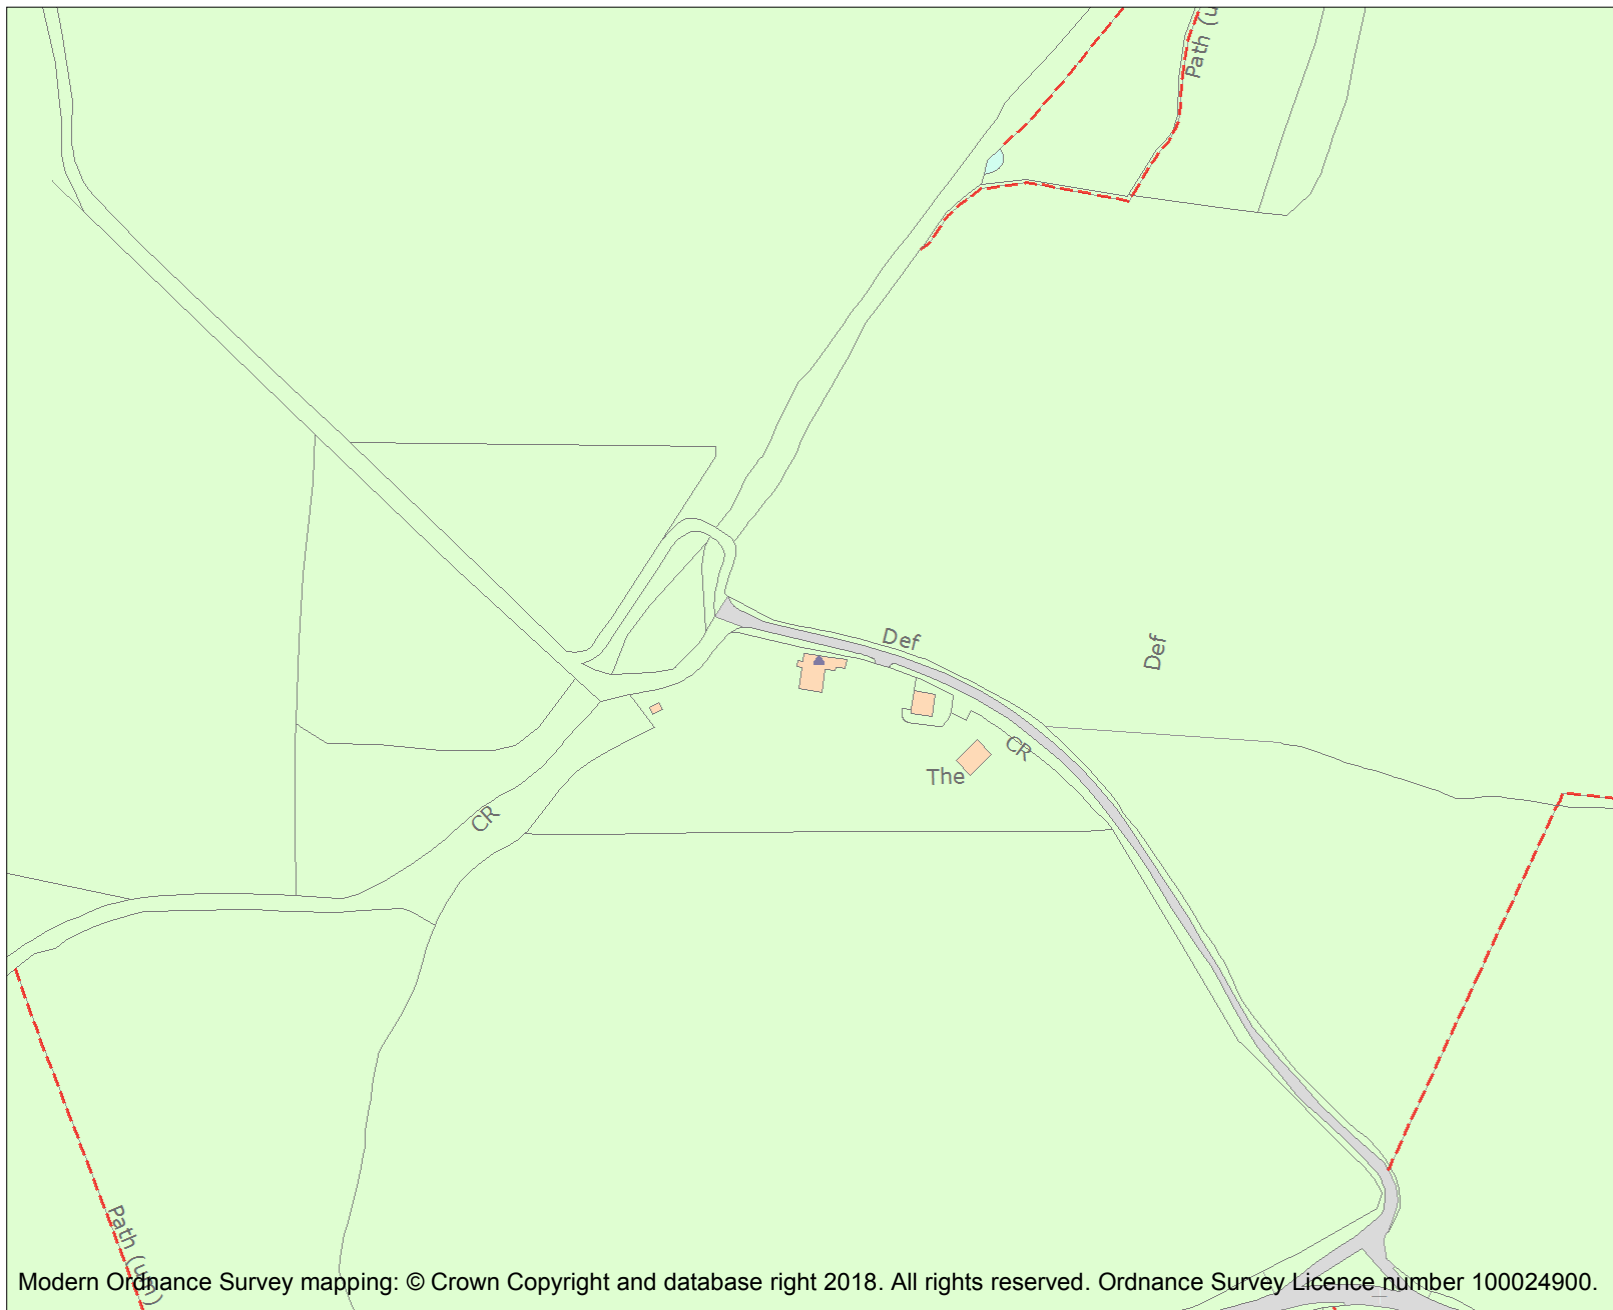 Path (u
Def
Def
CR
The
CR
Path (un)
Modern Ordnance Survey mapping: © Crown Copyright and database right 2018. All rights reserved. Ordnance Survey Licence number 100024900.